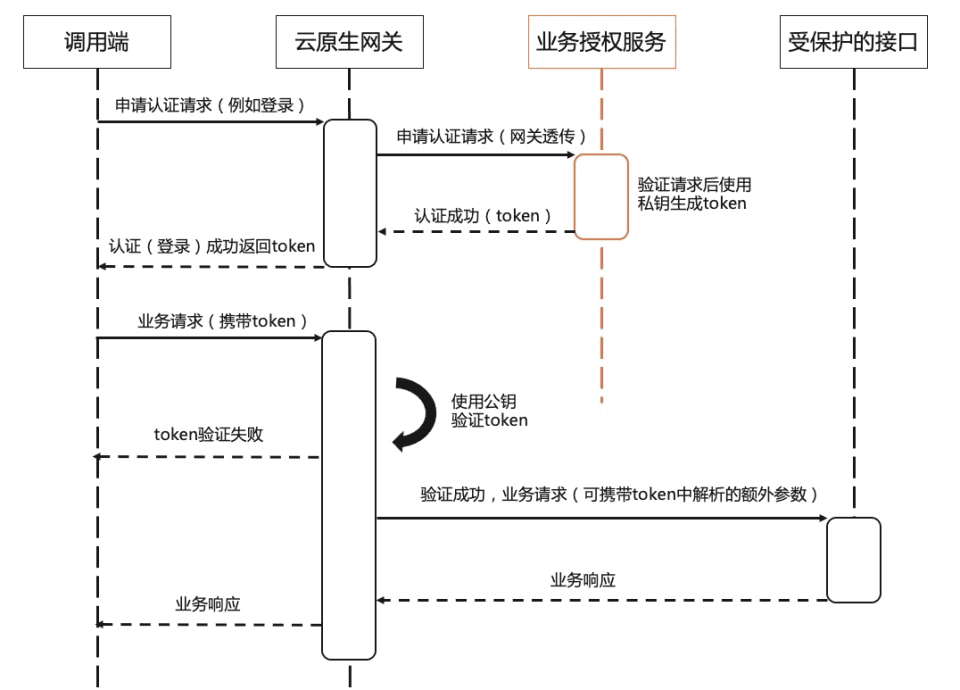 调用端
云原生网关
业务授权服务
受保护的接口
申请认证请求（例如登录）
申请认证请求（网关透传）
验证请求后使用
私钥生成token
认证成功（token）
认证（登录）成功返回token
业务请求（携带token）
使用公钥
验证token
token验证失败
验证成功，业务请求（可携带token中解析的额外参数）
业务响应
业务响应